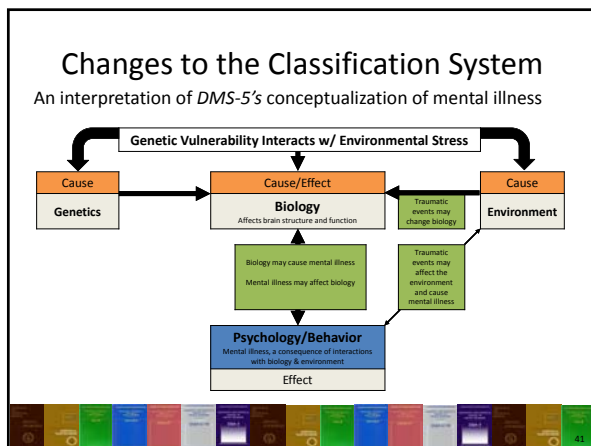 Changes to the Classification System
An interpretation of DMS-5's conceptualization of mental illness
Genetic Vulnerability Interacts w/ Environmental Stress
Cause
Genetics
Cause/Effect
Biology
Affects brain structure and function
Cause
Environment
Traumatic
events may
change biology
Biology may cause mental illness
Mental illness may affect biology
Traumatic
events may
affect the
environment
and cause
mental illness
Psychology/Behavior
Mental illness, a consequence of interactions
with biology & environment
Effect
41